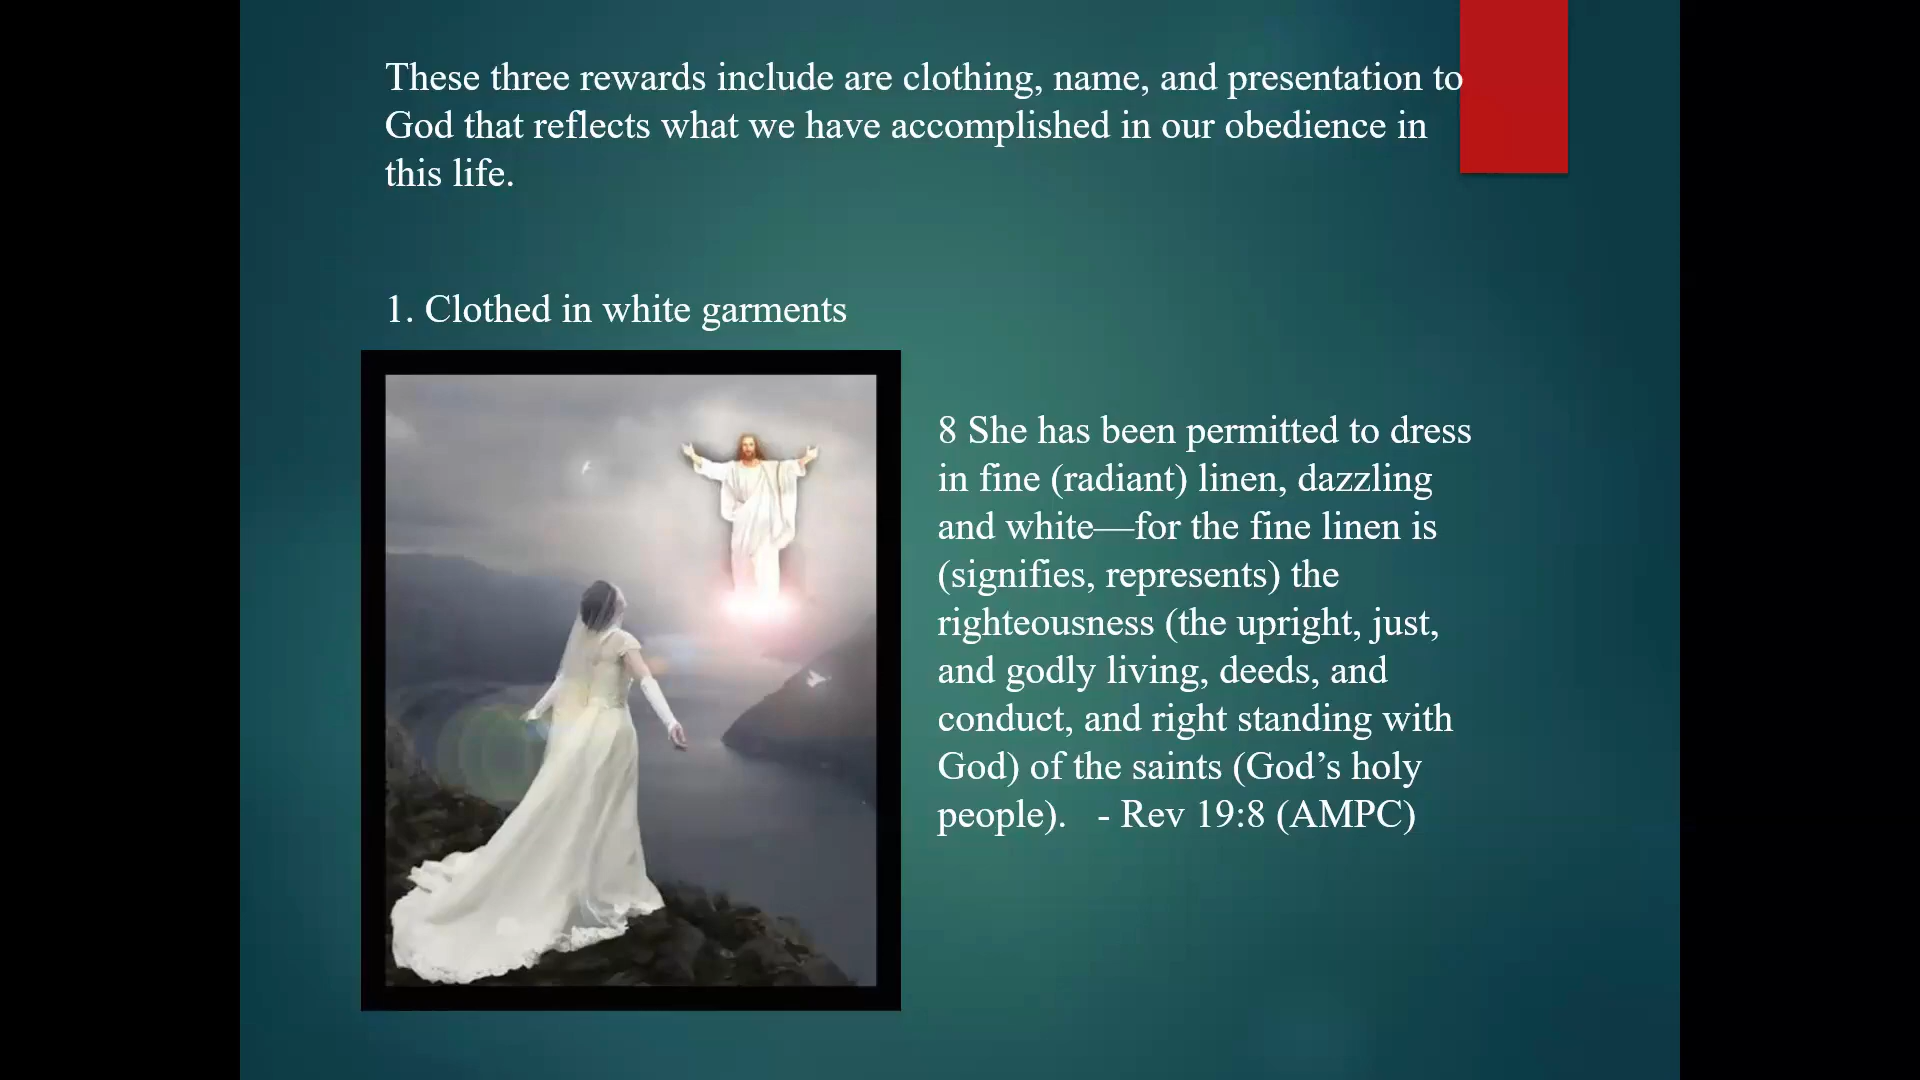 These three rewards include are clothing, name, and presentation to
God that reflects what we have accomplished in our obedience in
this life.
1. Clothed in white garments
8 She has been permitted to dress
in fine (radiant) linen, dazzling
and white—for the fine linen is
(signifies, represents) the
righteousness (the upright, just,
and godly living, deeds, and
conduct, and right standing with
God) of the saints (God’s holy
people).   - Rev 19:8 (AMPC)